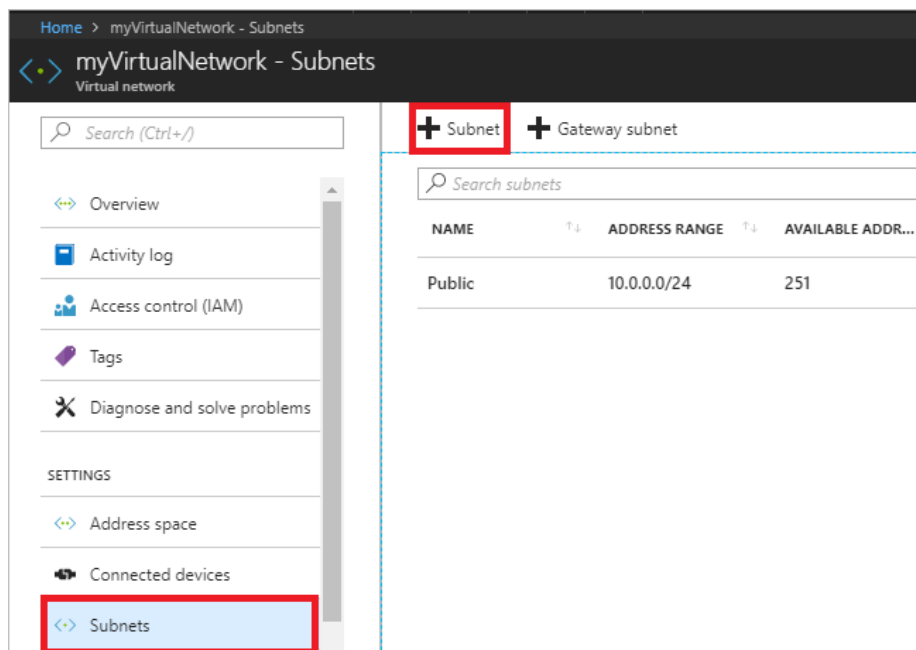 Home > myVirtualNetwork - Subnets
myVirtualNetwork - Subnets
Virtual network
Search (Ctrl+/)
Overview
Activity log
Access control (IAM)
Tags
Diagnose and solve problems
SETTINGS
Address space
Connected devices
Subnets
+ Subnet + Gateway subnet
Search subnets
NAME ADDRESS RANGE AVAILABLE ADDR...
Public 10.0.0.0/24 251